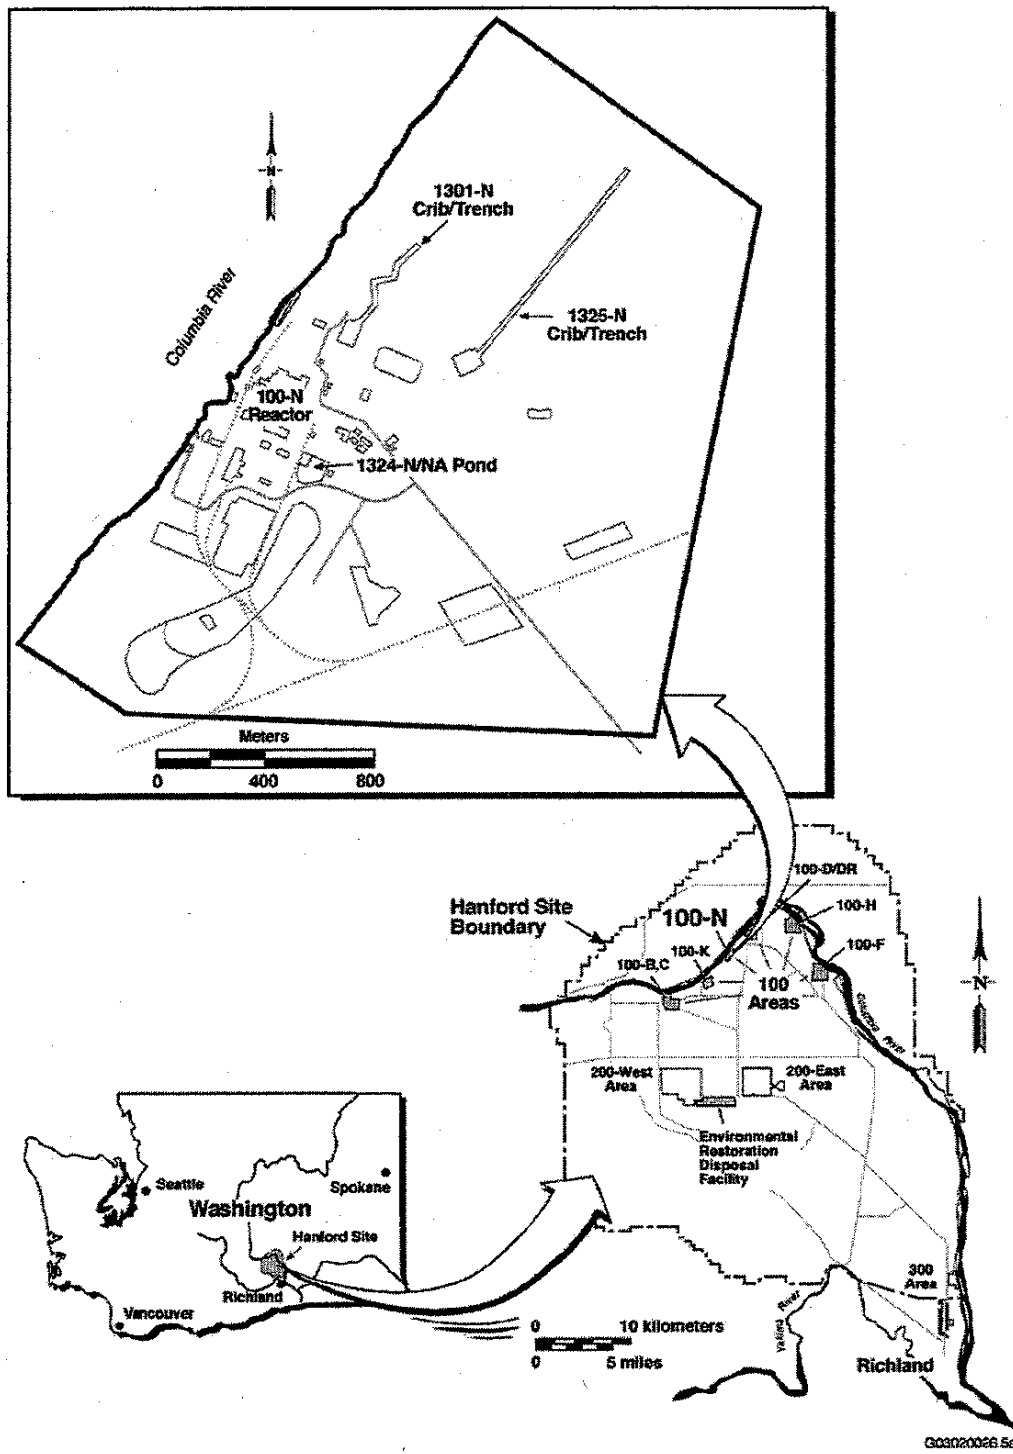 N
1301-N
Crib/Trench
Columbia River
1325-N
Crib/Trench
100-N
Reactor
1324-N/NA Pond
Meters
0 400 800
100-D/DR
Hanford Site
Boundary
100-N
100-H
100-K
100-F
100-B,C
100
Areas
N
Columbia River
200-West
Area
200-East
Area
Environmental
Restoration
Disposal
Facility
Seattle
Spokane
Washington
Hanford Site
Richland
Vancouver
300
Area
Yakima River
0 10 kilometers
0 5 miles
Richland